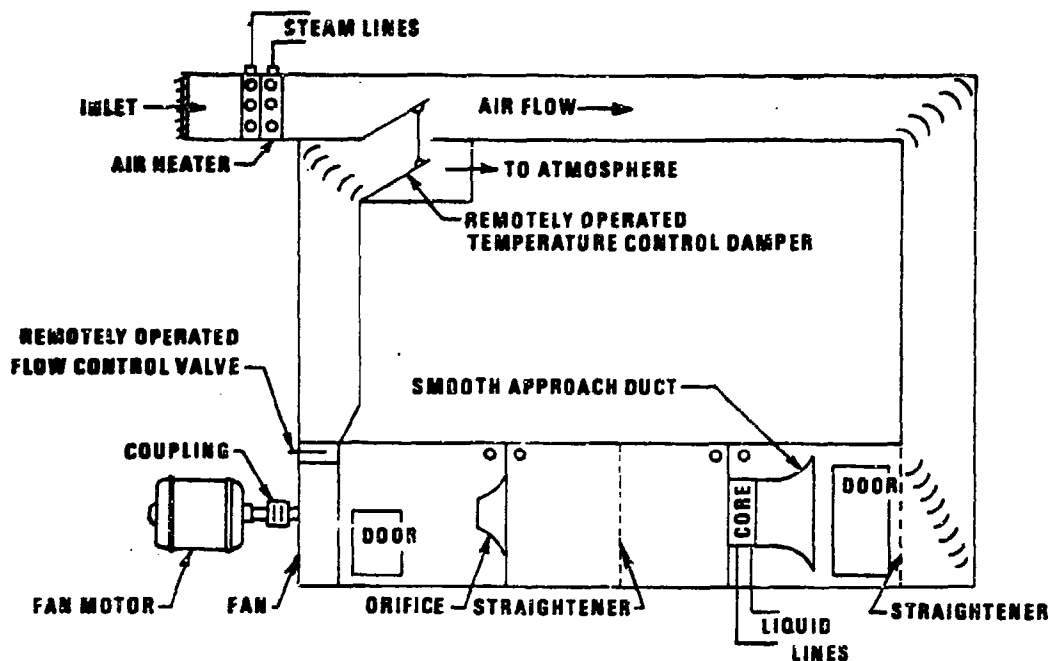 STEAM LINES
INLET
AIR FLOW
AIR HEATER
TO ATMOSPHERE
REMOTELY OPERATED
TEMPERATURE CONTROL DAMPER
REMOTELY OPERATED
FLOW CONTROL VALVE
SMOOTH APPROACH DUCT
COUPLING
CORE
DOOR
DOOR
FAN MOTOR
FAN
ORIFICE
STRAIGHTENER
STRAIGHTENER
LIQUID
LINES